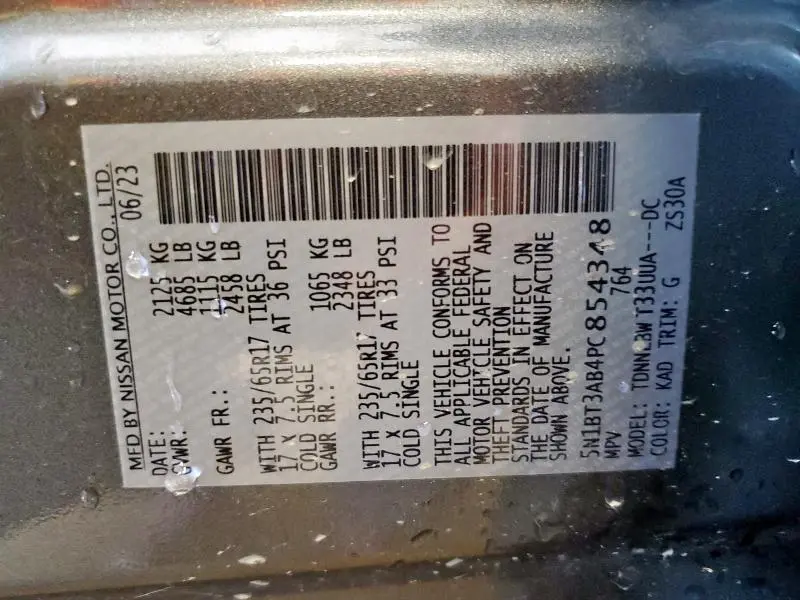 MFD BY NISSAN MOTOR CO., LTD.
DATE: 06/23
GVWR: 2125 KG
4685 LB
GAWR FR.: 1115 KG
2458 LB
WITH 235/65R17 TIRES
17 X 7.5 RIMS AT 36 PSI
COLD SINGLE
GAWR RR.: 1065 KG
2348 LB
WITH 235/65R17 TIRES
17 X 7.5 RIMS AT 33 PSI
COLD SINGLE
THIS VEHICLE CONFORMS TO
ALL APPLICABLE FEDERAL
MOTOR VEHICLE SAFETY AND
THEFT PREVENTION
STANDARDS IN EFFECT ON
THE DATE OF MANUFACTURE
SHOWN ABOVE.
5N1BT3AB4PC854348
MPV 764
MODEL: TDNNLBWT33UUA---DC
COLOR: KAD TRIM: G ZS30A